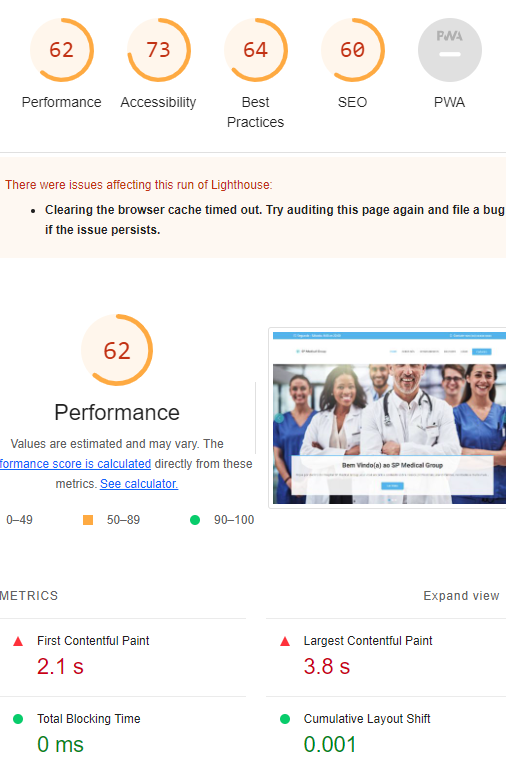 62 73 64 60 PWA
Performance Accessibility Best Practices SEO PWA
There were issues affecting this run of Lighthouse:
Clearing the browser cache timed out. Try auditing this page again and file a bug
if the issue persists.
62
Performance
Values are estimated and may vary. The
formance score is calculated directly from these
metrics. See calculator.
0–49 50–89 90–100
SP Medical Group
Bem Vindo(a) ao SP Medical Group
METRICS Expand view
First Contentful Paint
2.1 s
Largest Contentful Paint
3.8 s
Total Blocking Time
0 ms
Cumulative Layout Shift
0.001